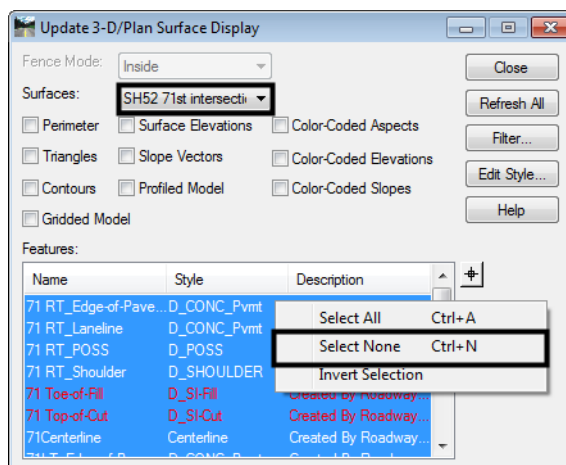 Update 3-D/Plan Surface Display
Fence Mode: Inside
Close
Surfaces: SH52 71st intersecti
Refresh All
Perimeter Surface Elevations Color-Coded Aspects
Filter...
Triangles Slope Vectors Color-Coded Elevations
Edit Style...
Contours Profiled Model Color-Coded Slopes
Help
Gridded Model
Features:
Name Style Description
71 RT_Edge-of-Pave... D_CONC_Pvmt
Select All Ctrl+A
71 RT_Laneline D_CONC_Pvmt
Select None Ctrl+N
71 RT_POSS D_POSS
71 RT_Shoulder D_SHOULDER
Invert Selection
71 Toe-of-Fill D_SI-Fill Created By Roadway...
71 Top-of-Cut D_SI-Cut Created By Roadway...
71Centerline Centerline Created By Roadway...